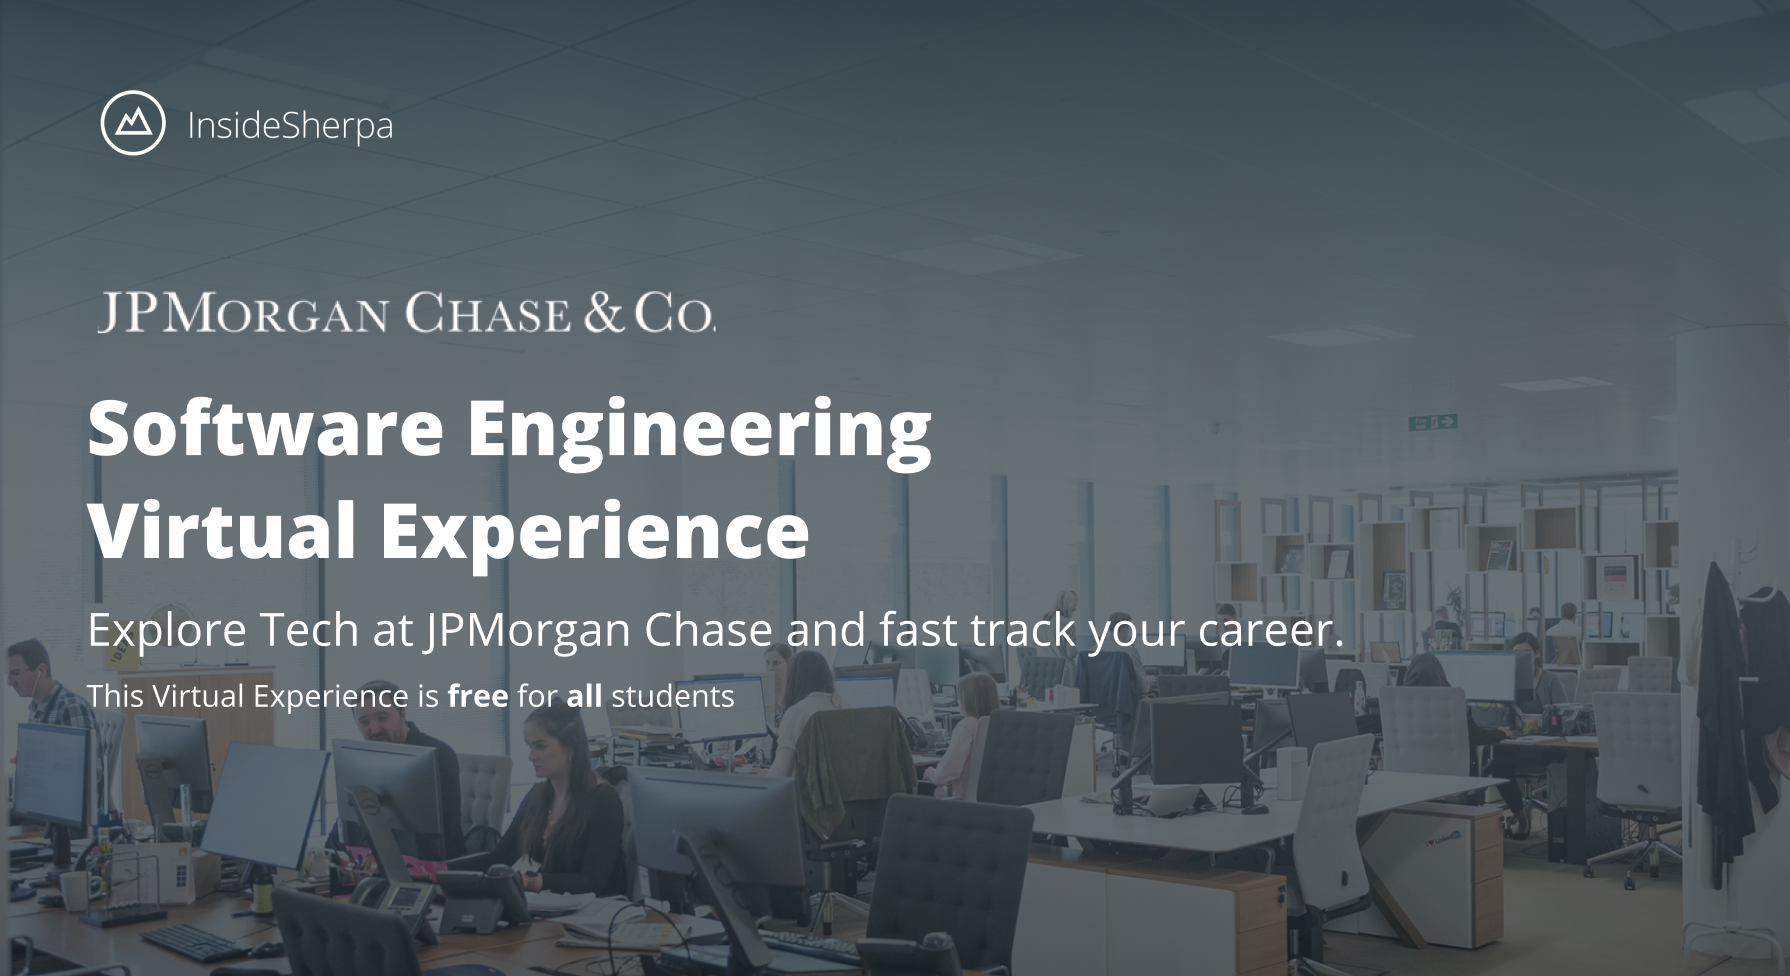 InsideSherpa
JPMORGAN CHASE & CO.
Software Engineering
Virtual Experience
Explore Tech at JPMorgan Chase and fast track your career.
This Virtual Experience is free for all students